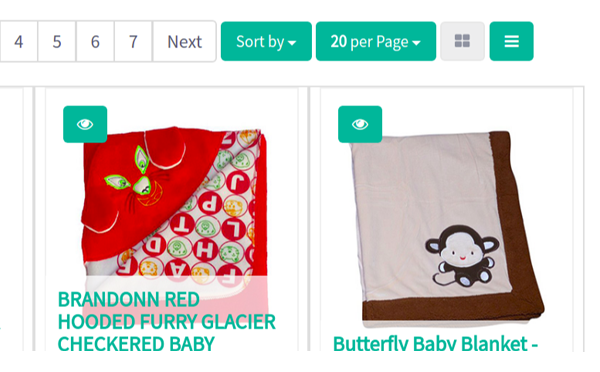 4 5 6 7 Next Sort by 20 per Page
BRANDONN RED
HOODED FURRY GLACIER
CHECKERED BABY
Butterfly Baby Blanket -